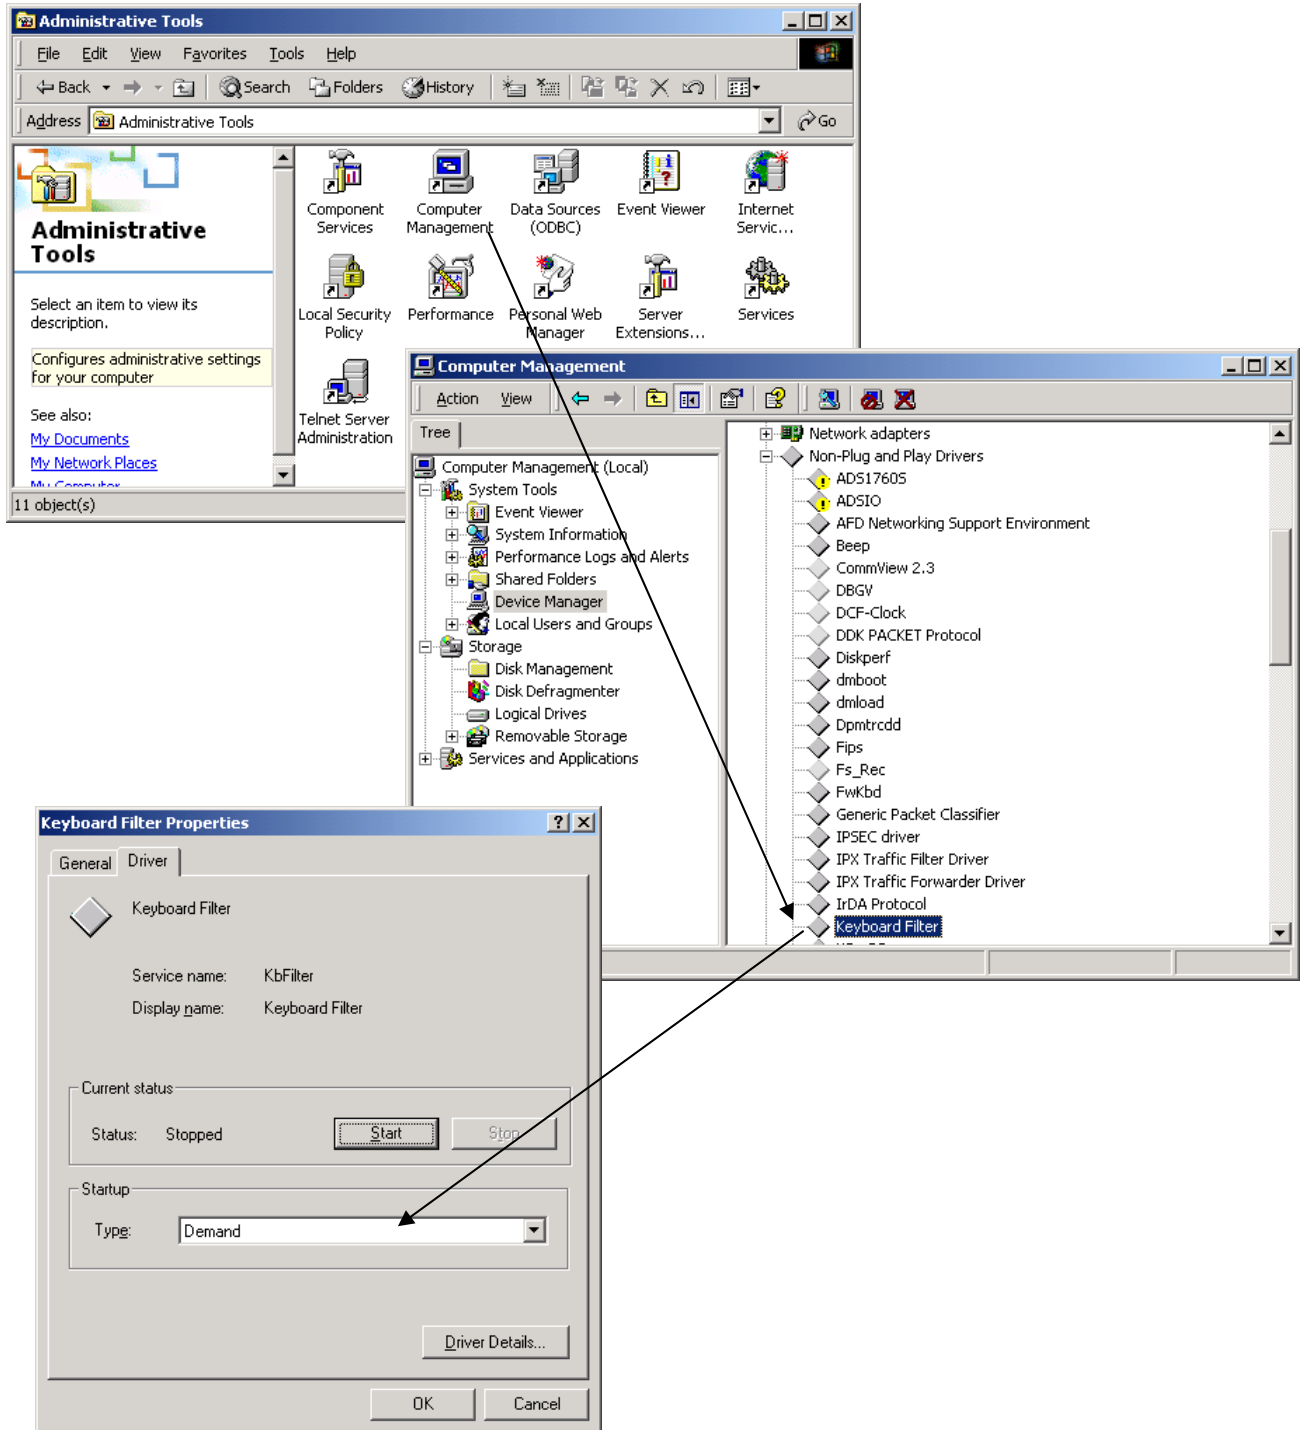 Administrative Tools
File Edit View Favorites Tools Help
Back Search Folders History
Address Administrative Tools Go
Administrative
Tools
Select an item to view its
description.
Configures administrative settings
for your computer
See also:
My Documents
My Network Places
My Computer
Component
Services
Computer
Management
Data Sources
(ODBC)
Event Viewer
Internet
Servic...
Local Security
Policy
Performance
Personal Web
Manager
Server
Extensions...
Services
Telnet Server
Administration
11 object(s)
Computer Management
Action View
Tree
Computer Management (Local)
System Tools
Event Viewer
System Information
Performance Logs and Alerts
Shared Folders
Device Manager
Local Users and Groups
Storage
Disk Management
Disk Defragmenter
Logical Drives
Removable Storage
Services and Applications
Network adapters
Non-Plug and Play Drivers
ADS1760S
ADSIO
AFD Networking Support Environment
Beep
CommView 2.3
DBGV
DCF-Clock
DDK PACKET Protocol
Diskperf
dmboot
dmload
Dpmtrcdd
Fips
Fs_Rec
FwKbd
Generic Packet Classifier
IPSEC driver
IPX Traffic Filter Driver
IPX Traffic Forwarder Driver
IrDA Protocol
Keyboard Filter
Keyboard Filter Properties
General Driver
Keyboard Filter
Service name: KbFilter
Display name: Keyboard Filter
Current status
Status: Stopped Start Stop
Startup
Type: Demand
Driver Details...
OK Cancel